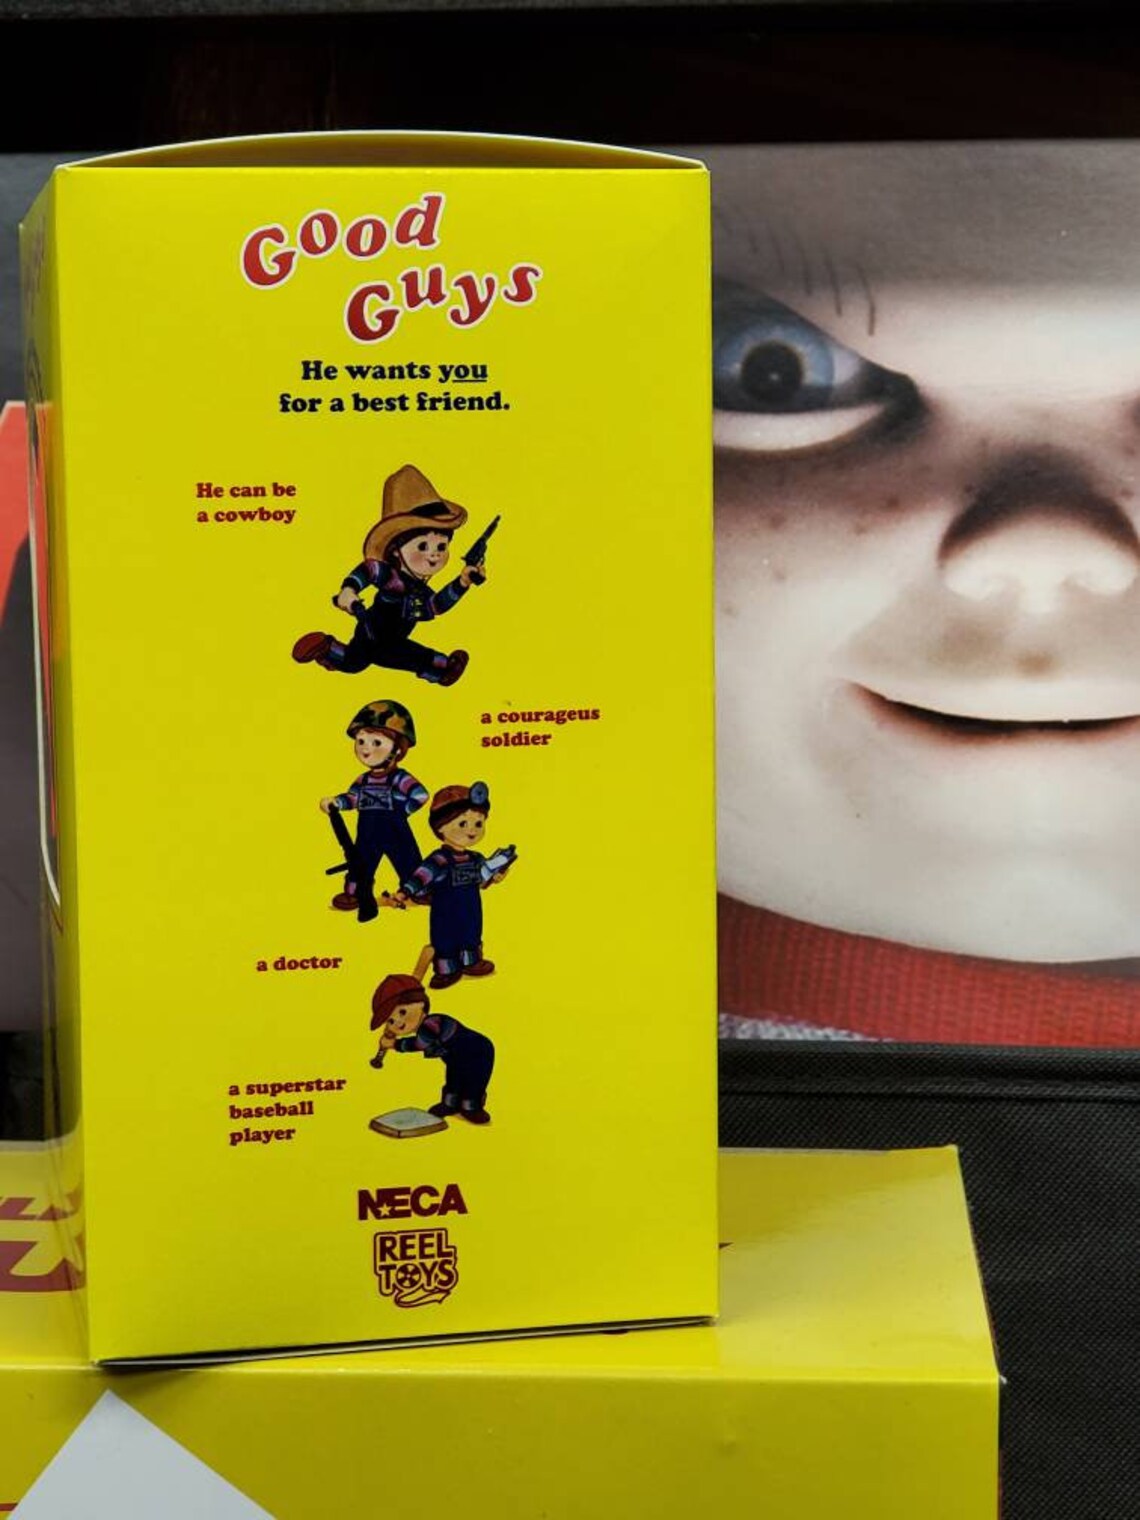 Good
Guys
He wants you
for a best friend.
He can be
a cowboy
a courageus
soldier
a doctor
a superstar
baseball
player
NECA
REEL
TOYS